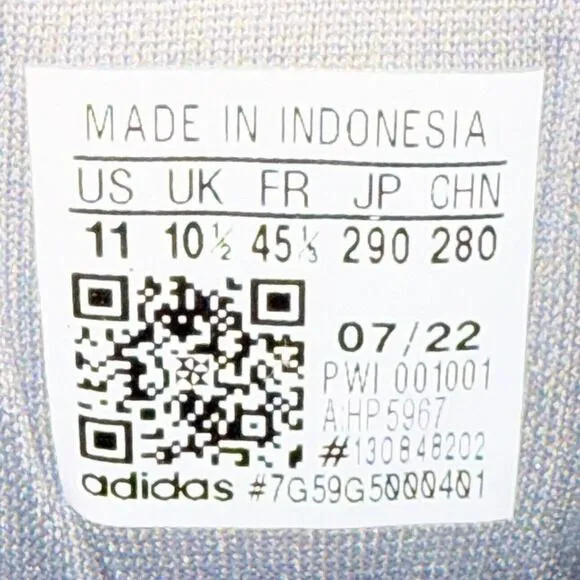 MADE IN INDONESIA
US UK FR JP CHN
11 10½ 45⅓ 290 280
07/22
PWI 001001
A:HP5967
#130848202
adidas #7G59G5000401